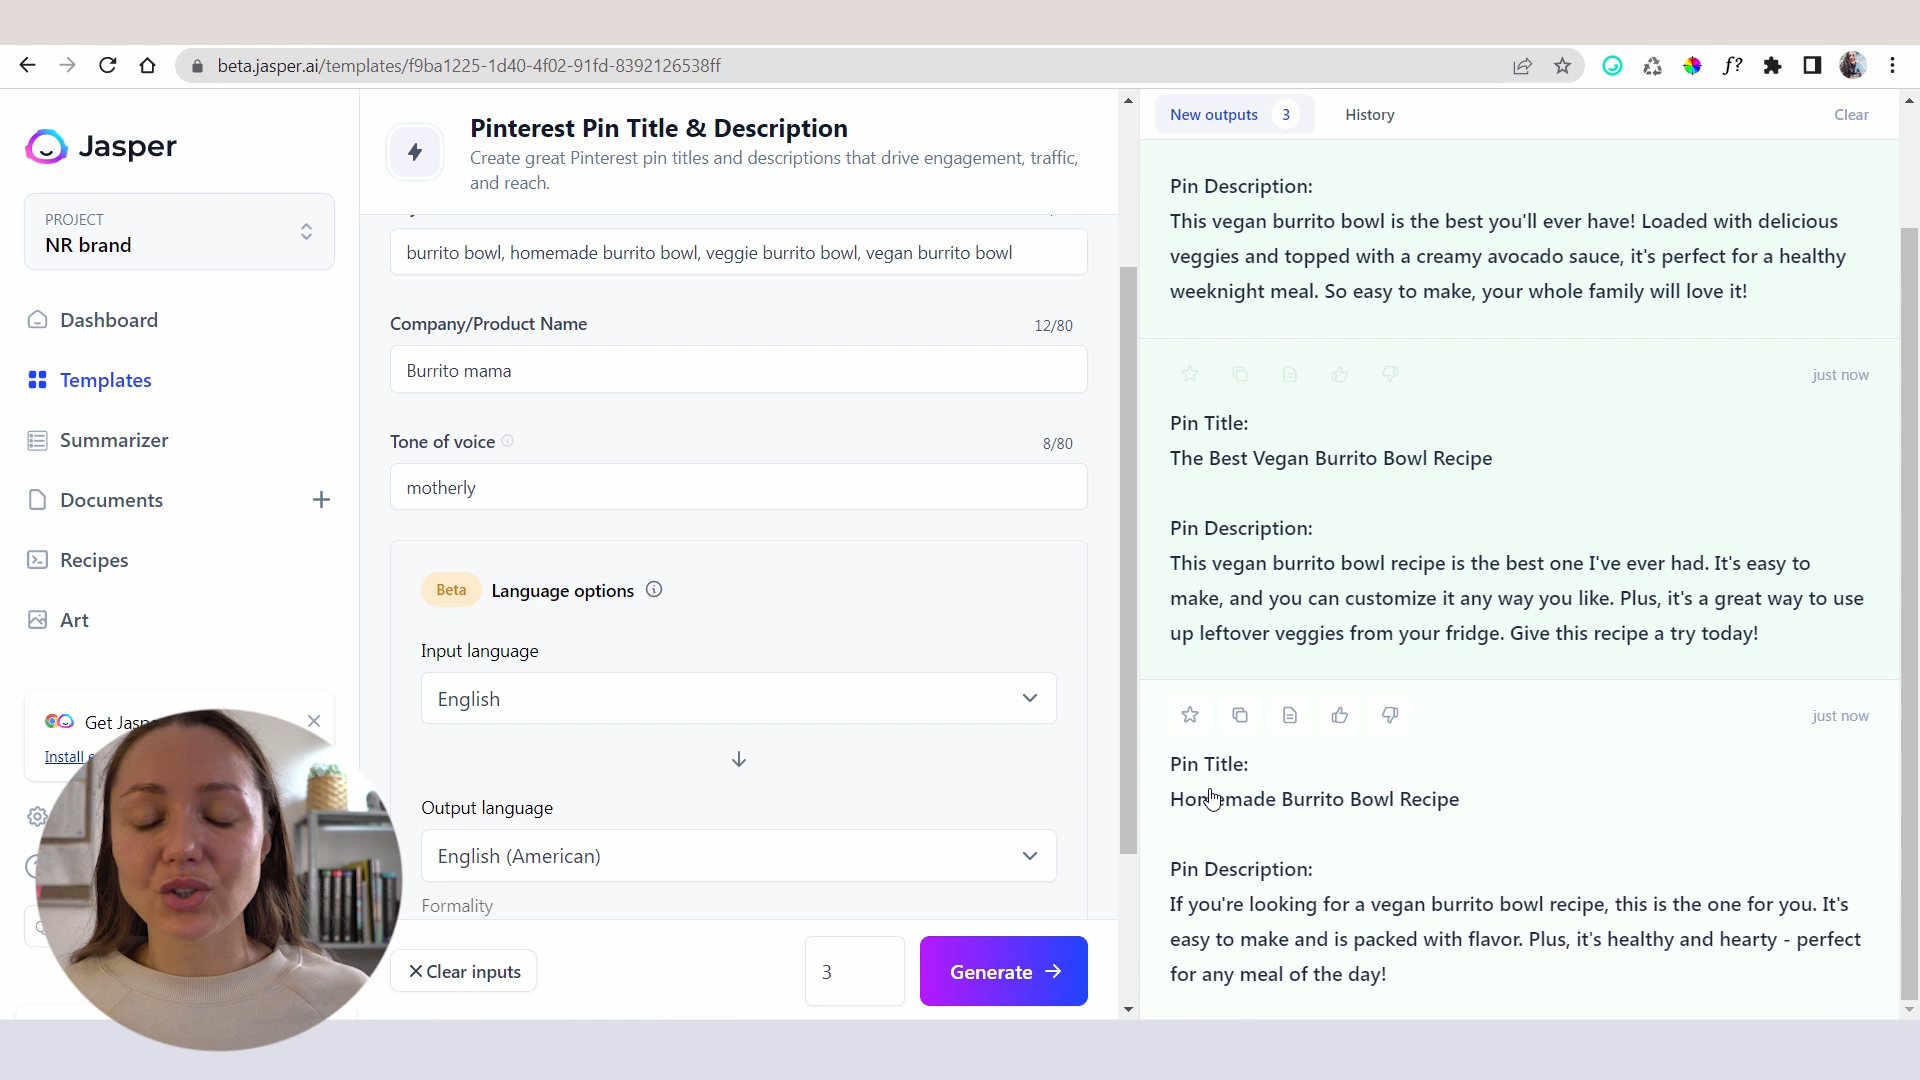 beta.jasper.ai/templates/f9ba1225-1d40-4f02-91fd-8392126538ff
f?
Jasper
PROJECT
NR brand
Dashboard
Templates
Summarizer
Documents
Recipes
Art
Install
Pinterest Pin Title & Description
Create great Pinterest pin titles and descriptions that drive engagement, traffic,
and reach.
burrito bowl, homemade burrito bowl, veggie burrito bowl, vegan burrito bowl
Company/Product Name
12/80
Burrito mama
Tone of voice
8/80
motherly
Beta
Language options
Input language
English
Output language
English (American)
Formality
Clear inputs
3
Generate
New outputs 3
History
Clear
Pin Description:
This vegan burrito bowl is the best you'll ever have! Loaded with delicious
veggies and topped with a creamy avocado sauce, it's perfect for a healthy
weeknight meal. So easy to make, your whole family will love it!
just now
Pin Title:
The Best Vegan Burrito Bowl Recipe
Pin Description:
This vegan burrito bowl recipe is the best one I've ever had. It's easy to
make, and you can customize it any way you like. Plus, it's a great way to use
up leftover veggies from your fridge. Give this recipe a try today!
just now
Pin Title:
Homemade Burrito Bowl Recipe
Pin Description:
If you're looking for a vegan burrito bowl recipe, this is the one for you. It's
easy to make and is packed with flavor. Plus, it's healthy and hearty - perfect
for any meal of the day!